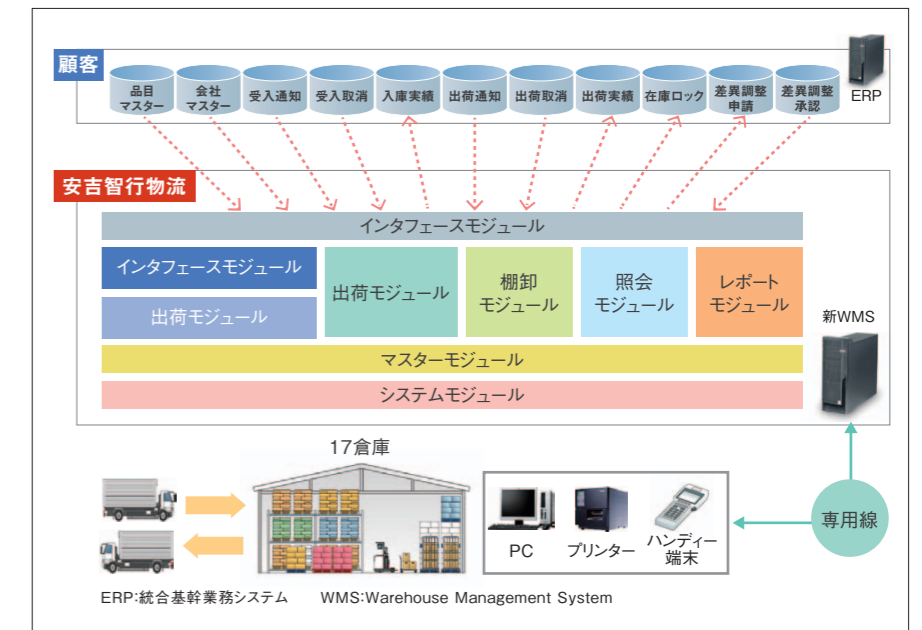 顧客
品目
マスター
会社
マスター
受入通知
受入取消
入庫実績
出荷通知
出荷取消
出荷実績
在庫ロック
差異調整
申請
差異調整
承認
ERP
安吉智行物流
インタフェースモジュール
インタフェースモジュール
出荷モジュール
出荷モジュール
棚卸
モジュール
照会
モジュール
レポート
モジュール
新WMS
マスターモジュール
システムモジュール
17倉庫
PC
プリンター
ハンディー
端末
専用線
ERP:統合基幹業務システム WMS:Warehouse Management System